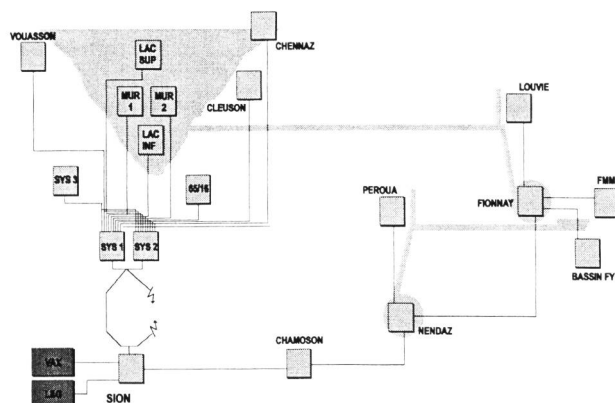 VOUASSON
CHENNAZ
LAC
SUP
MUR
1
MUR
2
CLEUSON
LAC
INF
LOUVIE
SYS 3
65/16
PEROUA
FIONNAY
FMM
SYS 1
SYS 2
BASSIN FY
NENDAZ
CHAMOSON
VAX
SION